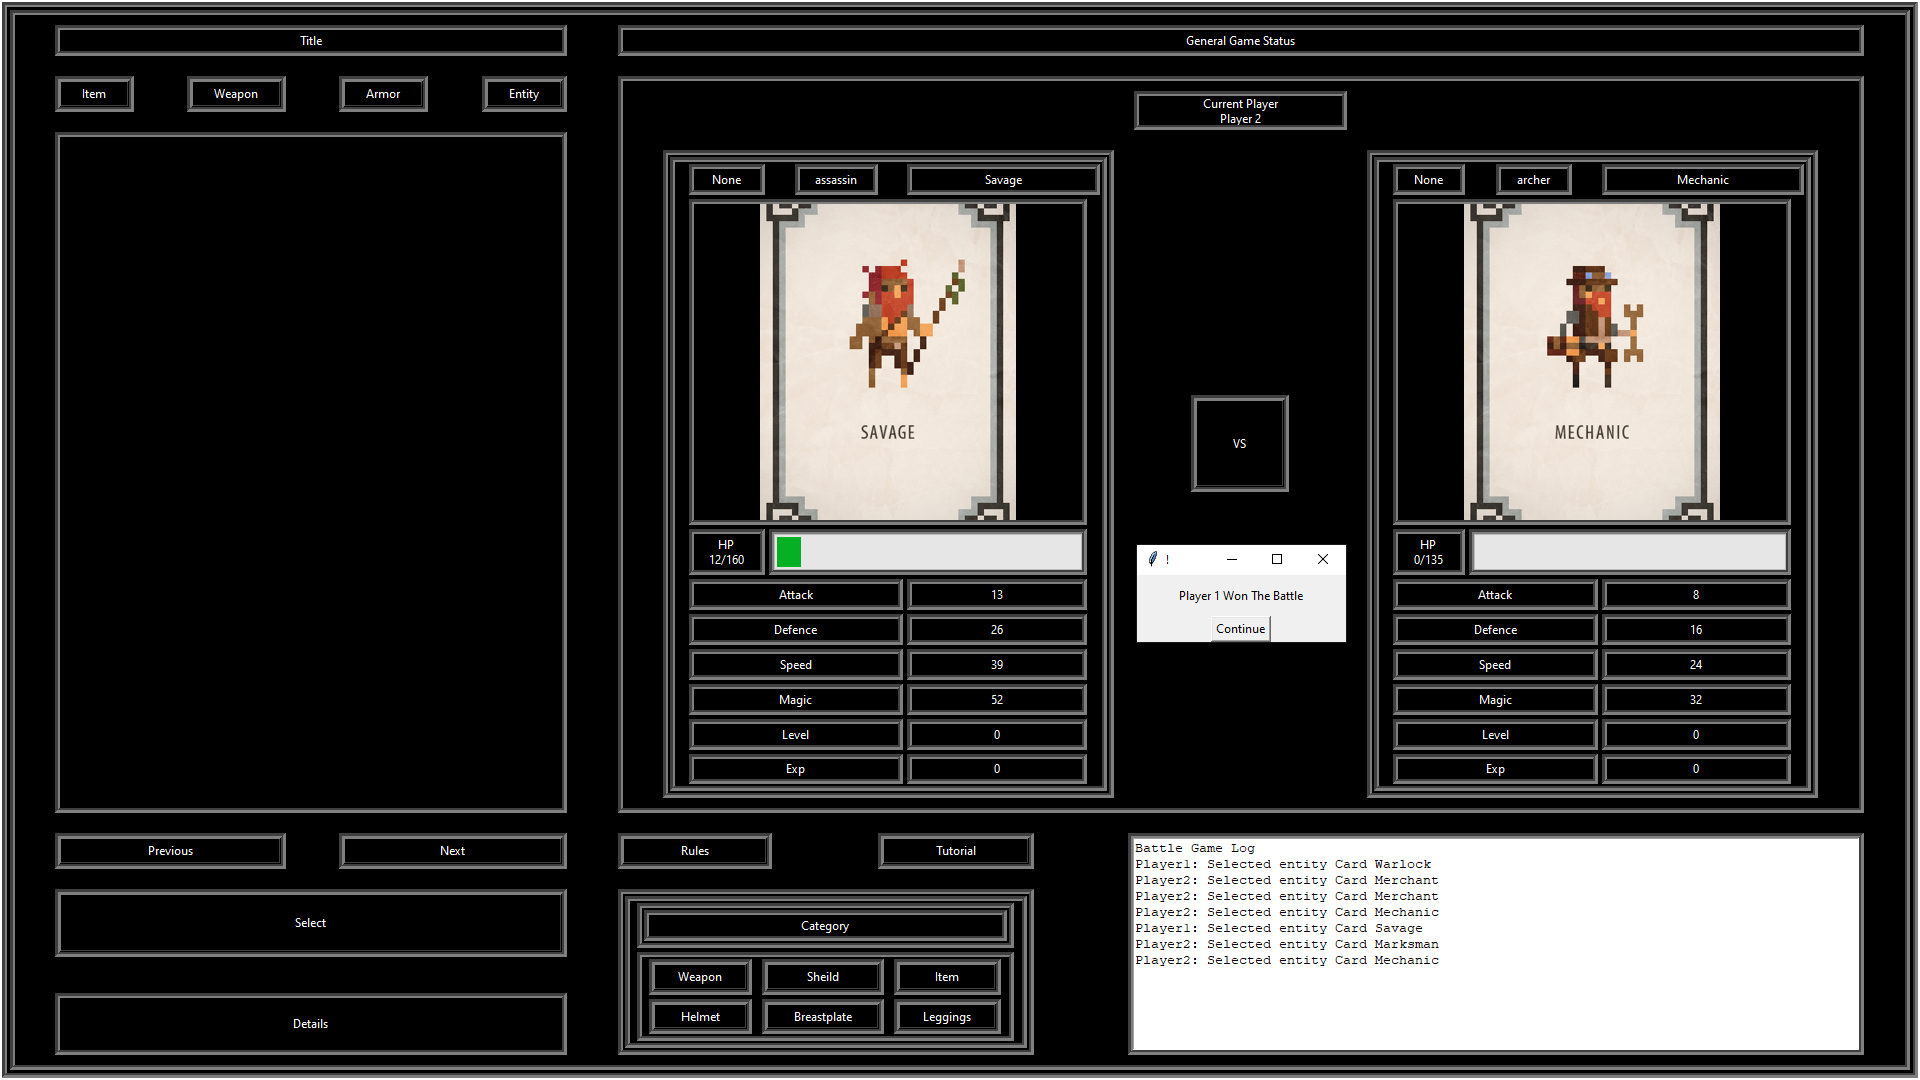 Title
General Game Status
Item
Weapon
Armor
Entity
Current Player
Player 2
None
assassin
Savage
SAVAGE
HP
12/160
Attack
13
Defence
26
Speed
39
Magic
52
Level
0
Exp
0
VS
!
Player 1 Won The Battle
Continue
None
archer
Mechanic
MECHANIC
HP
0/135
Attack
8
Defence
16
Speed
24
Magic
32
Level
0
Exp
0
Previous
Next
Select
Details
Rules
Tutorial
Category
Weapon
Sheild
Item
Helmet
Breastplate
Leggings
Battle Game Log
Player1: Selected entity Card Warlock
Player2: Selected entity Card Merchant
Player2: Selected entity Card Merchant
Player2: Selected entity Card Mechanic
Player1: Selected entity Card Savage
Player2: Selected entity Card Marksman
Player2: Selected entity Card Mechanic